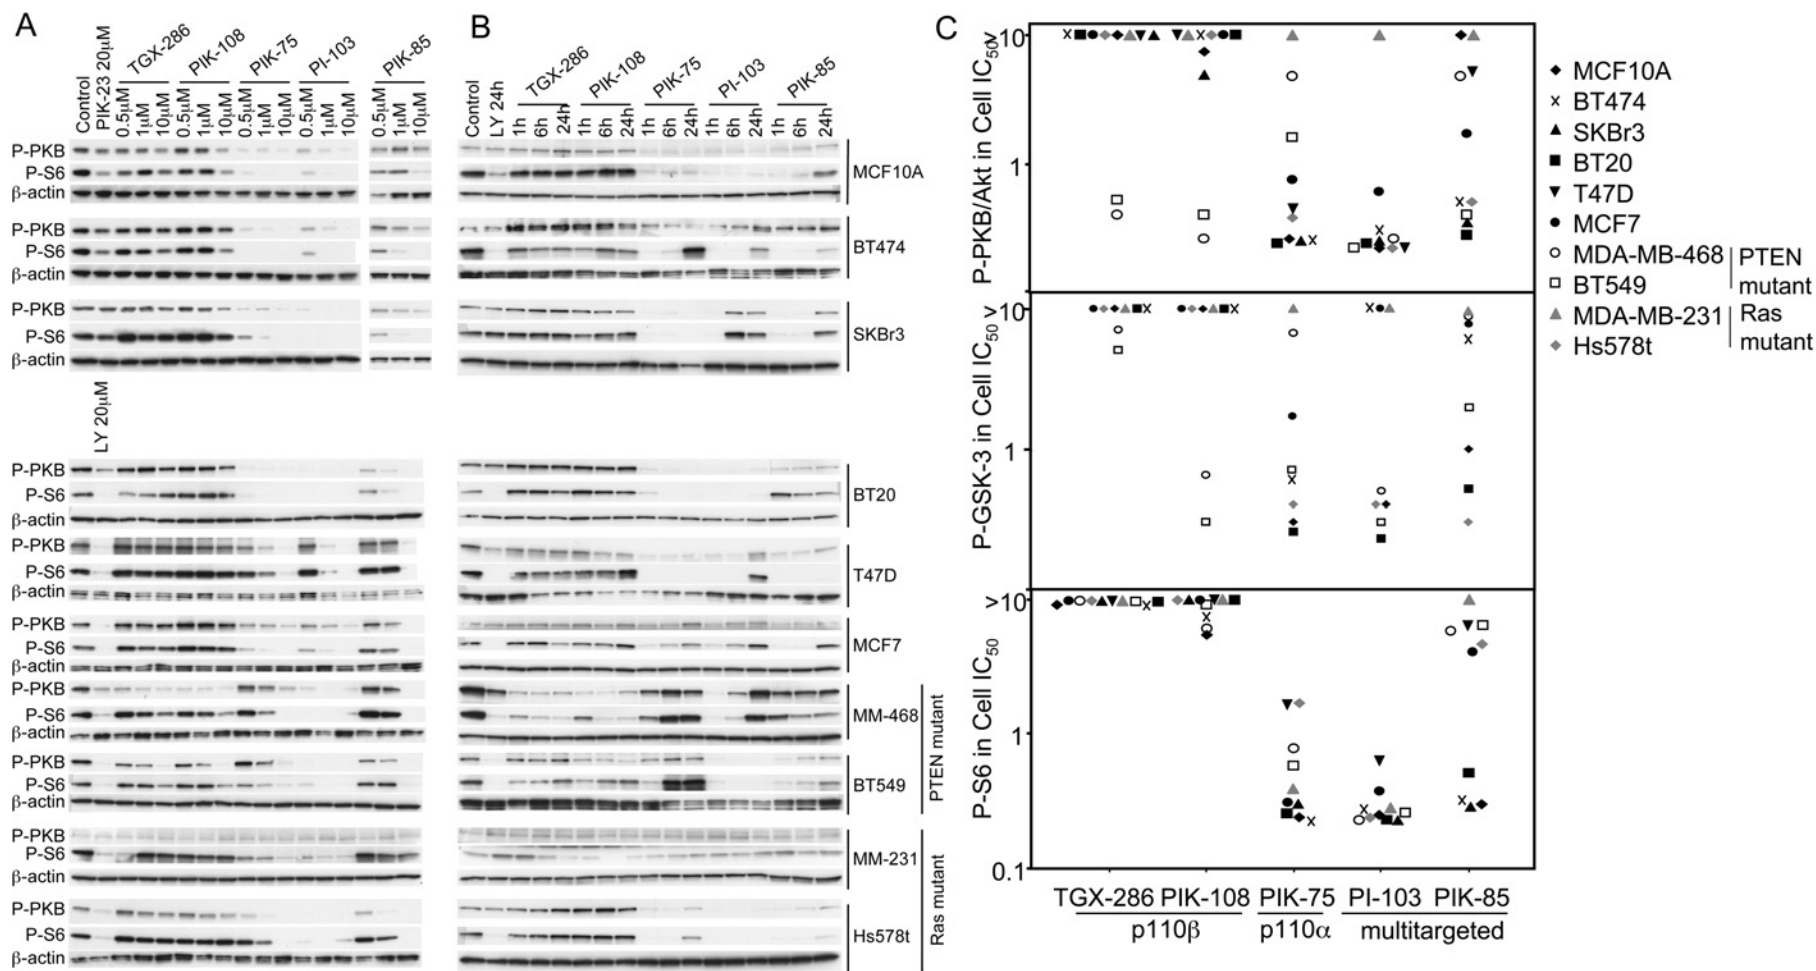 A
Control
PIK-23 20μM
TGX-286
PIK-108
PIK-75
PI-103
PIK-85
0.5μM
1μM
10μM
0.5μM
1μM
10μM
0.5μM
1μM
10μM
0.5μM
1μM
10μM
0.5μM
1μM
10μM
P-PKB
P-S6
β-actin
P-PKB
P-S6
β-actin
P-PKB
P-S6
β-actin
LY 20μM
P-PKB
P-S6
β-actin
P-PKB
P-S6
β-actin
P-PKB
P-S6
β-actin
P-PKB
P-S6
β-actin
P-PKB
P-S6
β-actin
P-PKB
P-S6
β-actin
P-PKB
P-S6
β-actin
B
Control
LY 24h
TGX-286
PIK-108
PIK-75
PI-103
PIK-85
1h
6h
24h
1h
6h
24h
1h
6h
24h
1h
6h
24h
1h
6h
24h
MCF10A
BT474
SKBr3
BT20
T47D
MCF7
MM-468
BT549
PTEN mutant
MM-231
Hs578t
Ras mutant
C
P-PKB/Akt in Cell IC50
>
10
1
P-GSK-3 in Cell IC50
>
10
1
P-S6 in Cell IC50
>
10
1
0.1
TGX-286 PIK-108 PIK-75 PI-103 PIK-85
p110β p110α multitargeted
MCF10A
BT474
SKBr3
BT20
T47D
MCF7
MDA-MB-468
BT549
PTEN
mutant
MDA-MB-231
Hs578t
Ras
mutant